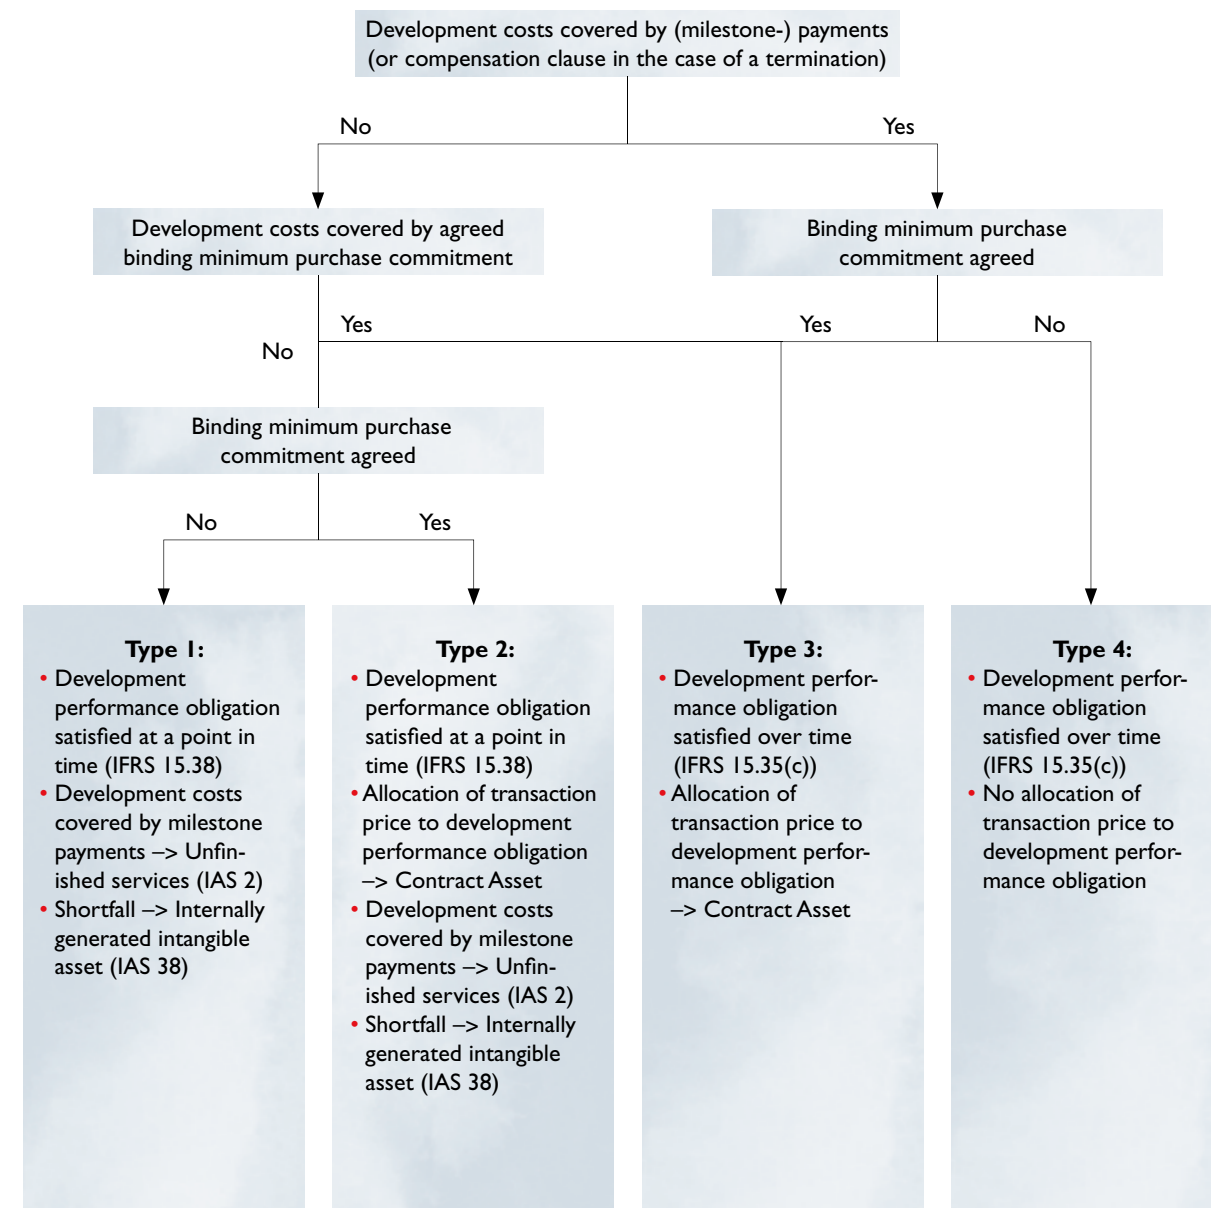 Development costs covered by (milestone-) payments
(or compensation clause in the case of a termination)
No
Yes
Development costs covered by agreed
binding minimum purchase commitment
Binding minimum purchase
commitment agreed
Yes
Yes
No
No
Binding minimum purchase
commitment agreed
No
Yes
Type 1:
• Development
performance obligation
satisfied at a point in
time (IFRS 15.38)
• Development costs
covered by milestone
payments –> Unfin-
ished services (IAS 2)
• Shortfall –> Internally
generated intangible
asset (IAS 38)
Type 2:
• Development
performance obligation
satisfied at a point in
time (IFRS 15.38)
• Allocation of transaction
price to development
performance obligation
–> Contract Asset
• Development costs
covered by milestone
payments –> Unfin-
ished services (IAS 2)
• Shortfall –> Internally
generated intangible
asset (IAS 38)
Type 3:
• Development perfor-
mance obligation
satisfied over time
(IFRS 15.35(c))
• Allocation of
transaction price to
development perfor-
mance obligation
–> Contract Asset
Type 4:
• Development perfor-
mance obligation
satisfied over time
(IFRS 15.35(c))
• No allocation of
transaction price to
development perfor-
mance obligation